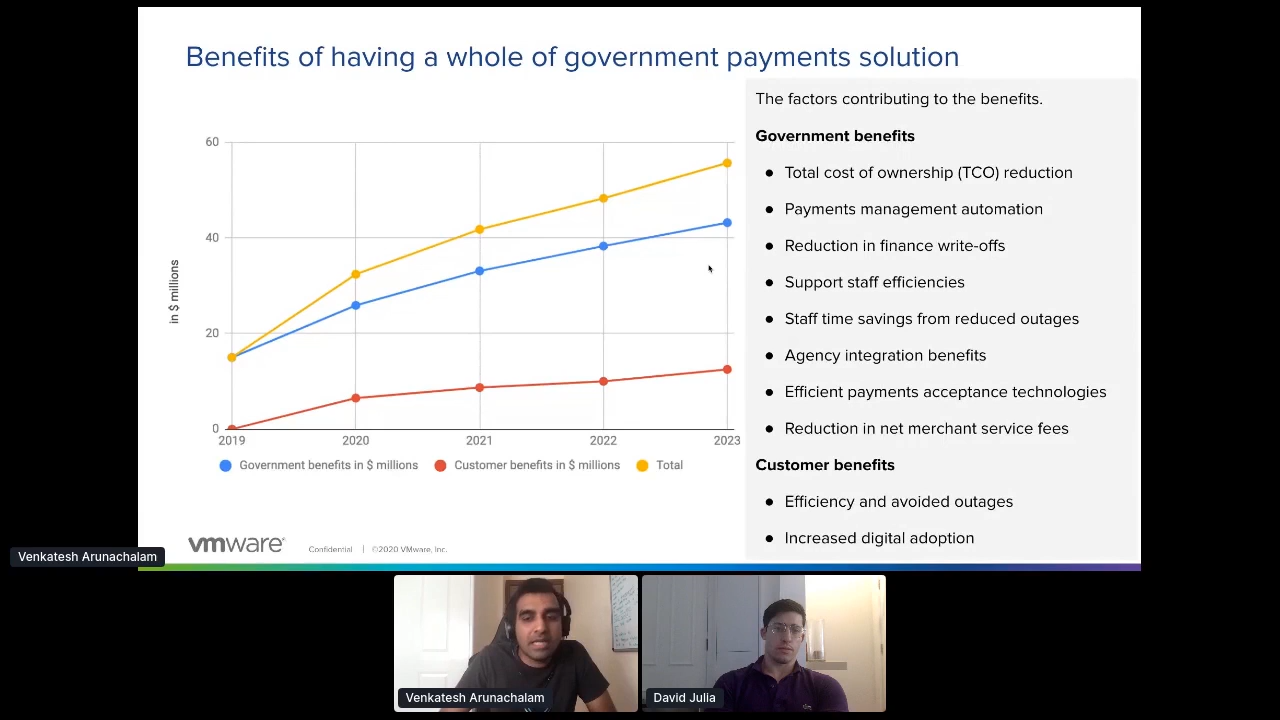 Benefits of having a whole of government payments solution
The factors contributing to the benefits.
Government benefits
● Total cost of ownership (TCO) reduction
● Payments management automation
● Reduction in finance write-offs
● Support staff efficiencies
● Staff time savings from reduced outages
● Agency integration benefits
● Efficient payments acceptance technologies
● Reduction in net merchant service fees
Customer benefits
● Efficiency and avoided outages
● Increased digital adoption
in $ millions
60
40
20
0
2019 2020 2021 2022 2023
Government benefits in $ millions Customer benefits in $ millions Total
vmware® Confidential | ©2020 VMware, Inc.
Venkatesh Arunachalam
Venkatesh Arunachalam
David Julia